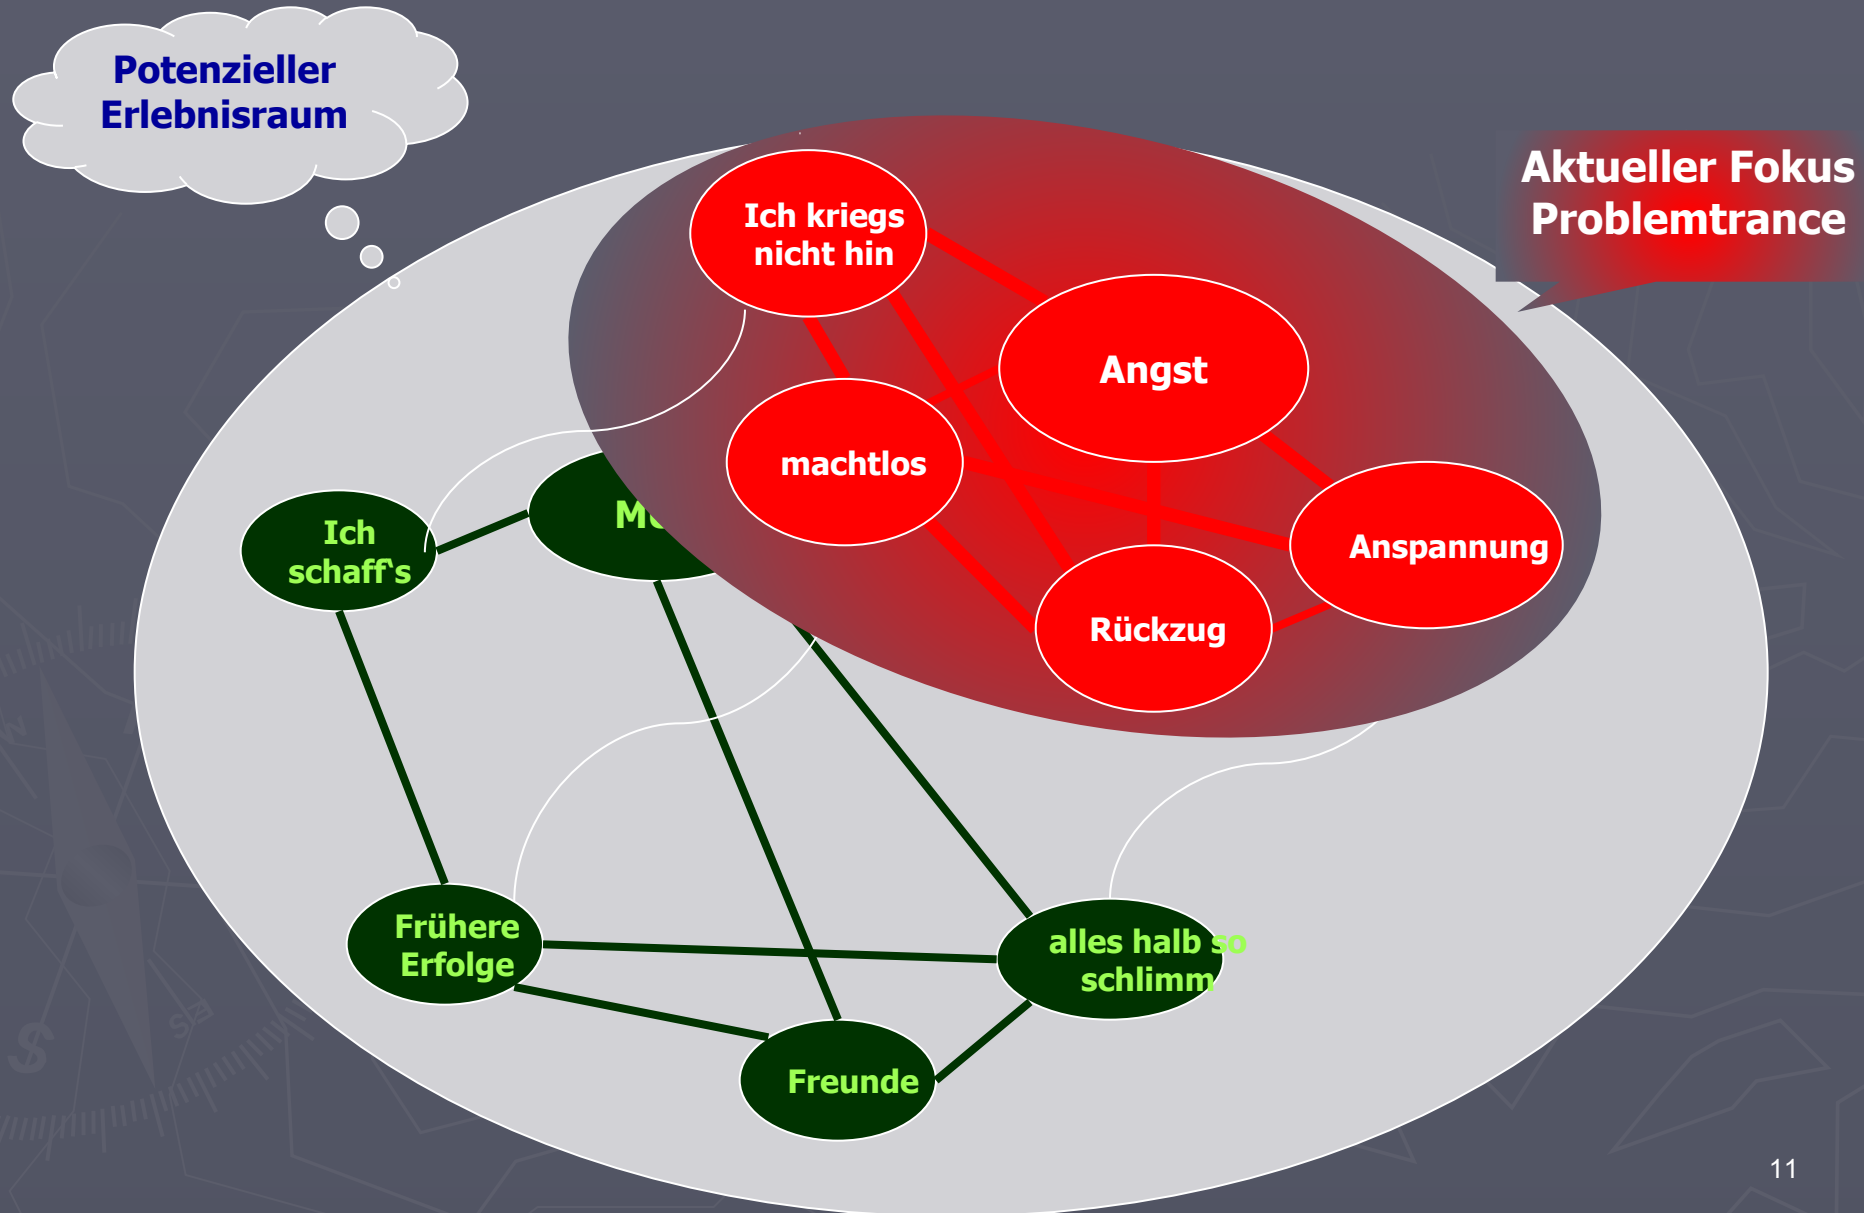 Potenzieller
Erlebnisraum
Aktueller Fokus
Problemtrance
Ich kriegs
nicht hin
Angst
machtlos
Anspannung
Rückzug
Ich
schaff's
Frühere
Erfolge
alles halb so
schlimm
Freunde
11